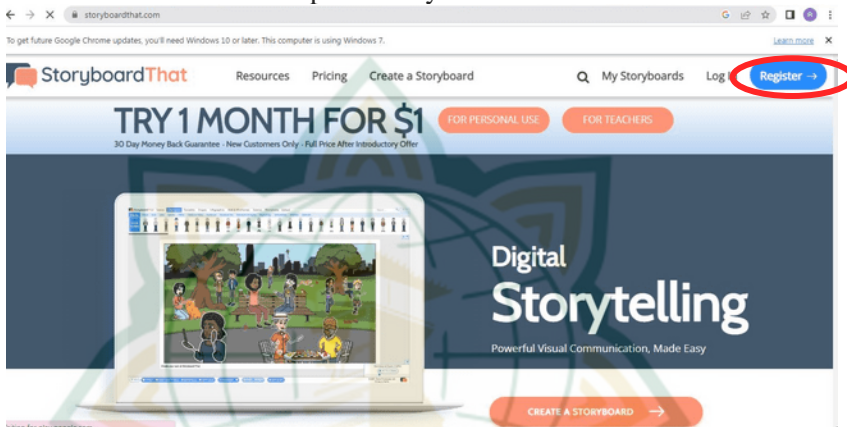 storyboardthat.com
To get future Google Chrome updates, you'll need Windows 10 or later. This computer is using Windows 7.
Learn more
StoryboardThat
Resources Pricing Create a Storyboard My Storyboards Log Register →
TRY 1 MONTH FOR $1
FOR PERSONAL USE
FOR TEACHERS
30 Day Money Back Guarantee - New Customers Only - Full Price After Introductory Offer
Digital
Storytelling
Powerful Visual Communication, Made Easy
CREATE A STORYBOARD →